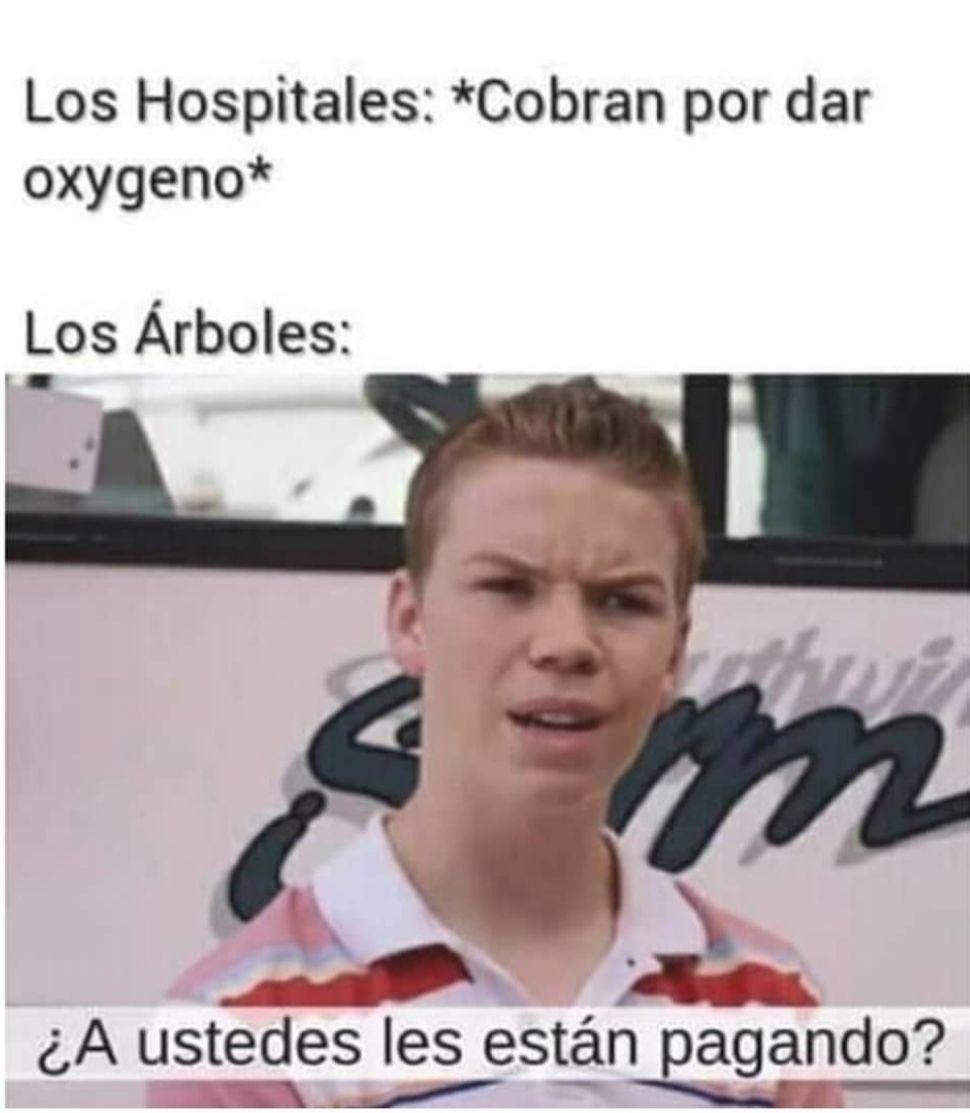 Los Hospitales: *Cobran por dar
oxygeno*
Los Árboles:
¿A ustedes les están pagando?